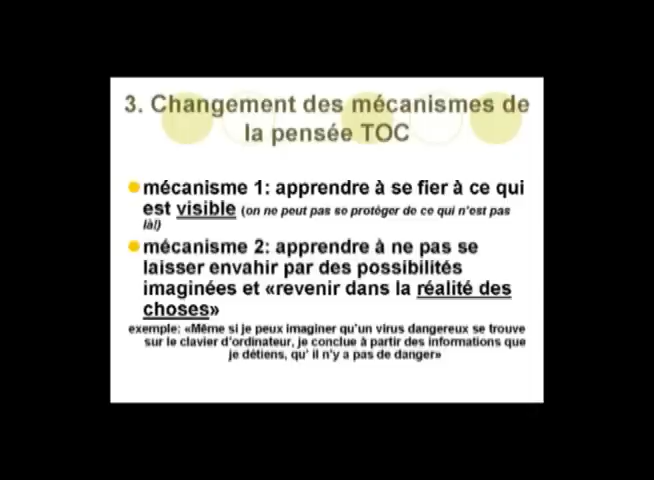 3. Changement des mécanismes de
la pensée TOC
mécanisme 1: apprendre à se fier à ce qui
est visible (on ne peut pas se protéger de ce qui n'est pas
là!)
mécanisme 2: apprendre à ne pas se
laisser envahir par des possibilités
imaginées et «revenir dans la réalité des
choses»
exemple: «Même si je peux imaginer qu'un virus dangereux se trouve
sur le clavier d'ordinateur, je conclue à partir des informations que
je détiens, qu' il n'y a pas de danger»